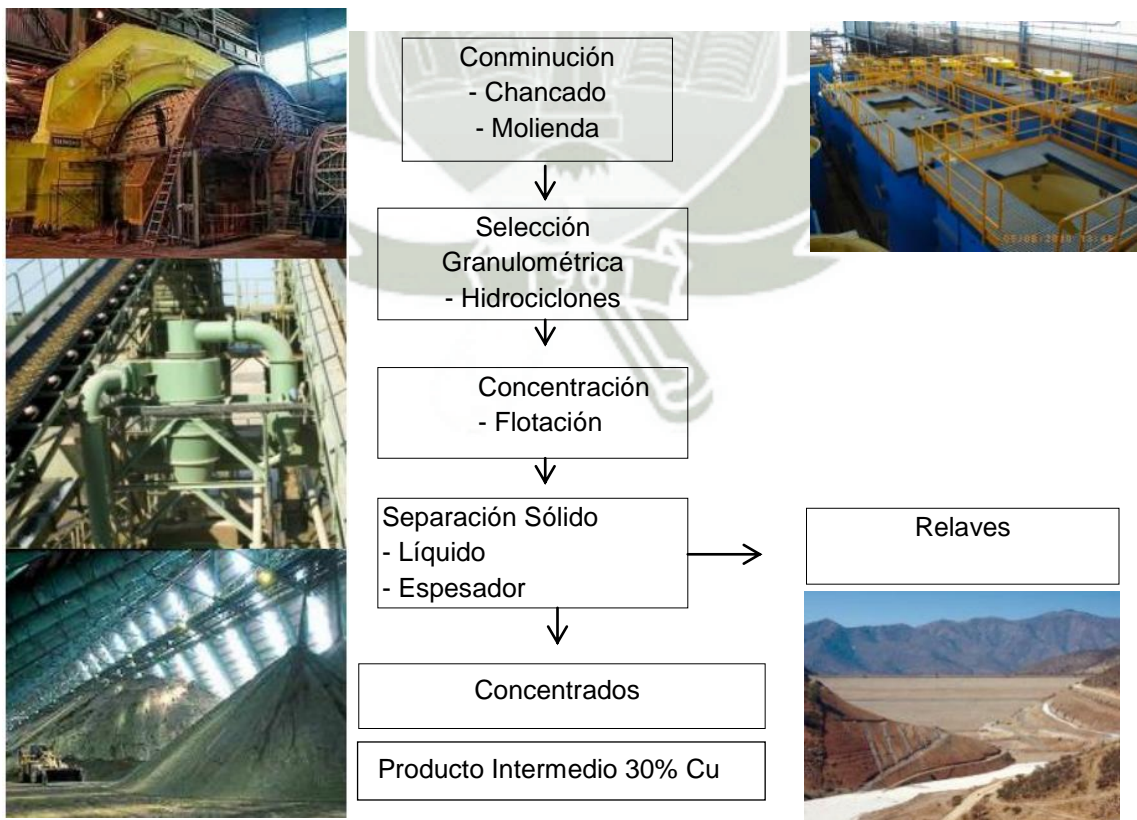 Conminución
- Chancado
- Molienda
Selección
Granulométrica
- Hidrociclones
Concentración
- Flotación
Separación Sólido
- Líquido
- Espesador
Relaves
Concentrados
Producto Intermedio 30% Cu